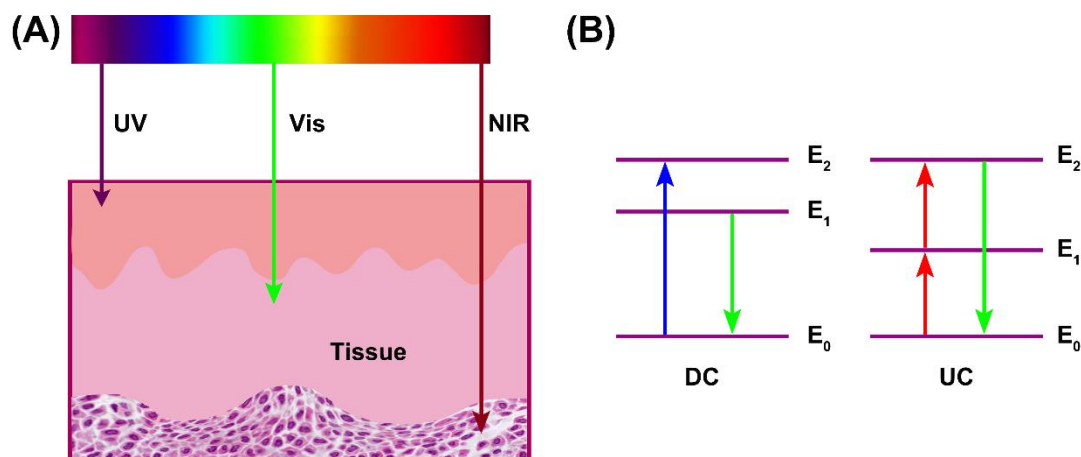 (A)
UV
Vis
NIR
Tissue
(B)
E₂
E₁
E₀
DC
E₂
E₁
E₀
UC